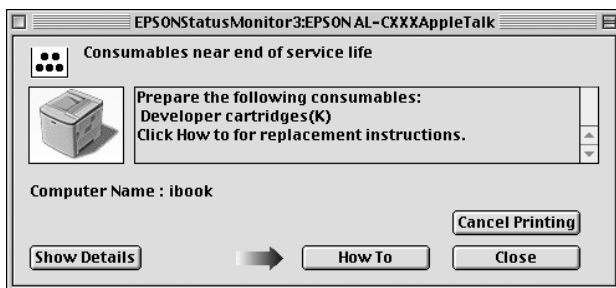 EPSONStatusMonitor3:EPSON AL-CXXXAppleTalk
Consumables near end of service life
Prepare the following consumables:
Developer cartridges(K)
Click How to for replacement instructions.
Computer Name : ibook
Cancel Printing
Show Details
How To
Close